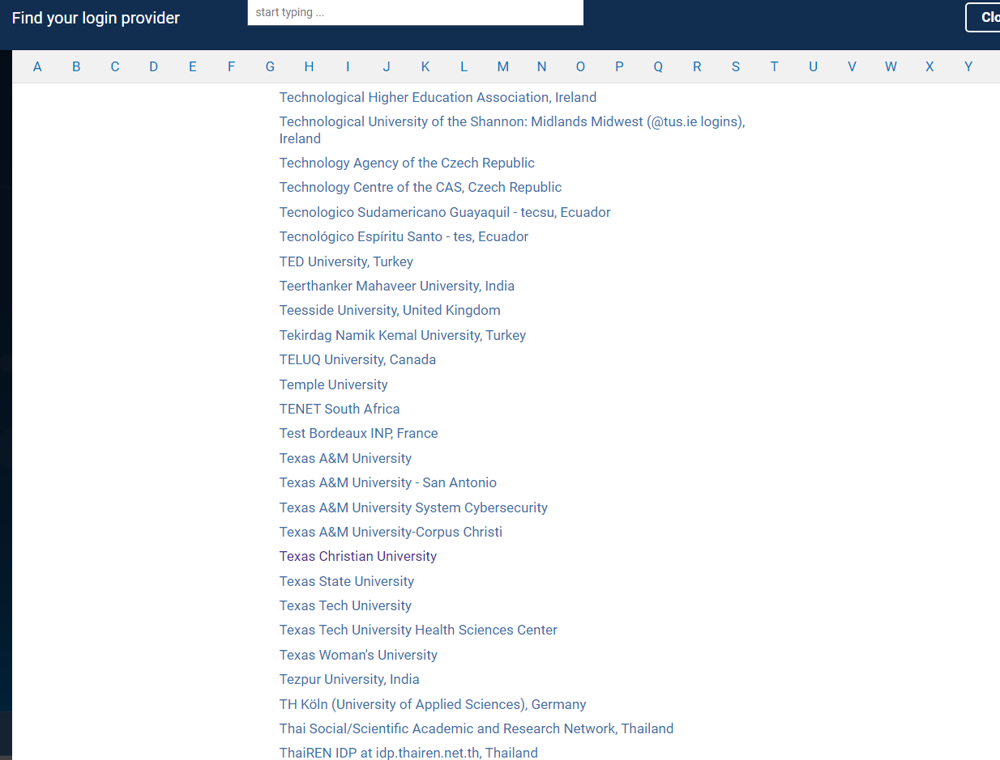 Find your login provider
start typing ...
A B C D E F G H I J K L M N O P Q R S T U V W X Y
Technological Higher Education Association, Ireland
Technological University of the Shannon: Midlands Midwest (@tus.ie logins),
Ireland
Technology Agency of the Czech Republic
Technology Centre of the CAS, Czech Republic
Tecnologico Sudamericano Guayaquil - tecsu, Ecuador
Tecnológico Espíritu Santo - tes, Ecuador
TED University, Turkey
Teerthanker Mahaveer University, India
Teesside University, United Kingdom
Tekirdag Namik Kemal University, Turkey
TELUQ University, Canada
Temple University
TENET South Africa
Test Bordeaux INP, France
Texas A&M University
Texas A&M University - San Antonio
Texas A&M University System Cybersecurity
Texas A&M University-Corpus Christi
Texas Christian University
Texas State University
Texas Tech University
Texas Tech University Health Sciences Center
Texas Woman's University
Tezpur University, India
TH Köln (University of Applied Sciences), Germany
Thai Social/Scientific Academic and Research Network, Thailand
ThaiREN IDP at idp.thairen.net.th, Thailand